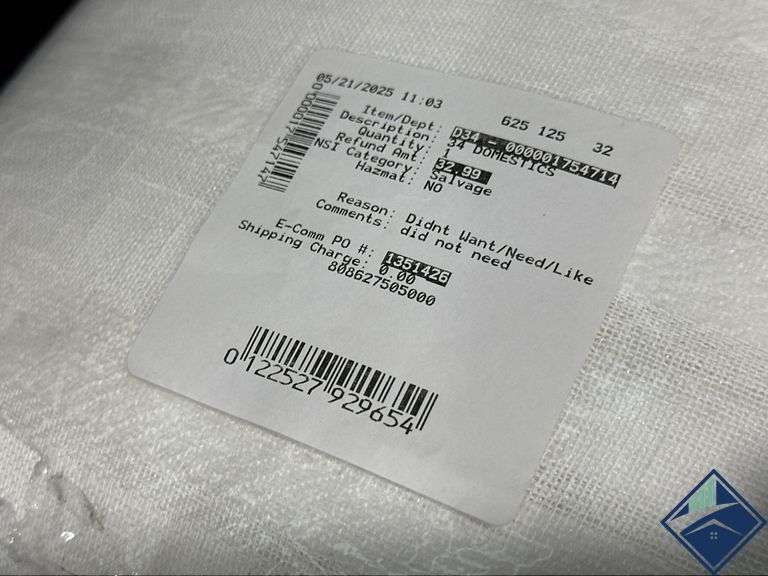 05/21/2025 11:03
625 125 32
Item/Dept: D34 - 000001754714
Description: 34 DOMESTICS
Quantity: 1
Refund Amt: 32.99
NSI Category: Salvage
Hazmat: NO
Reason: Didnt Want/Need/Like
Comments: did not need
E-Comm PO #: 1351426
Shipping Charge: 0.00
808627505000
0 122527 929654